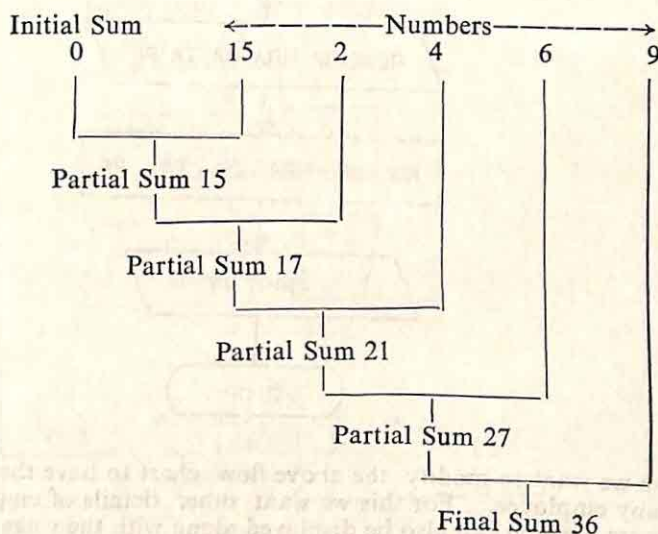 Initial Sum <-----Numbers----->
0 15 2 4 6 9
Partial Sum 15
Partial Sum 17
Partial Sum 21
Partial Sum 27
Final Sum 36